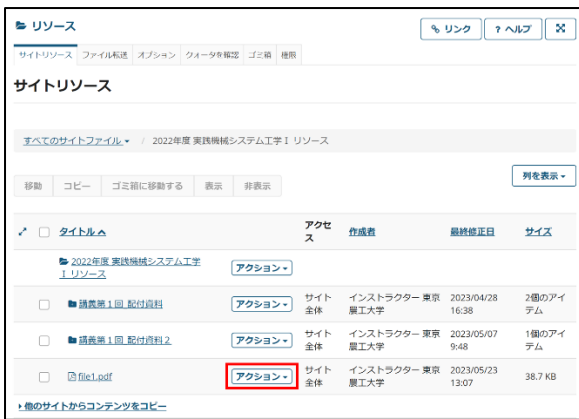 リソース
リンク ? ヘルプ
サイトリソース ファイル転送 オプション クォータを確認 ゴミ箱 権限
サイトリソース
すべてのサイトファイル / 2022年度 実践機械システム工学Ⅰ リソース
列を表示
移動 コピー ゴミ箱に移動する 表示 非表示
タイトル アクセス 作成者 最終修正日 サイズ
2022年度 実践機械システム工学
Ⅰ リソース
アクション
講義第1回_配付資料 アクション サイト全体 インストラクター 東京農工大学 2023/04/28 16:38 2個のアイテム
講義第1回_配付資料2 アクション サイト全体 インストラクター 東京農工大学 2023/05/07 9:48 1個のアイテム
file1.pdf アクション サイト全体 インストラクター 東京農工大学 2023/05/23 13:07 38.7 KB
他のサイトからコンテンツをコピー